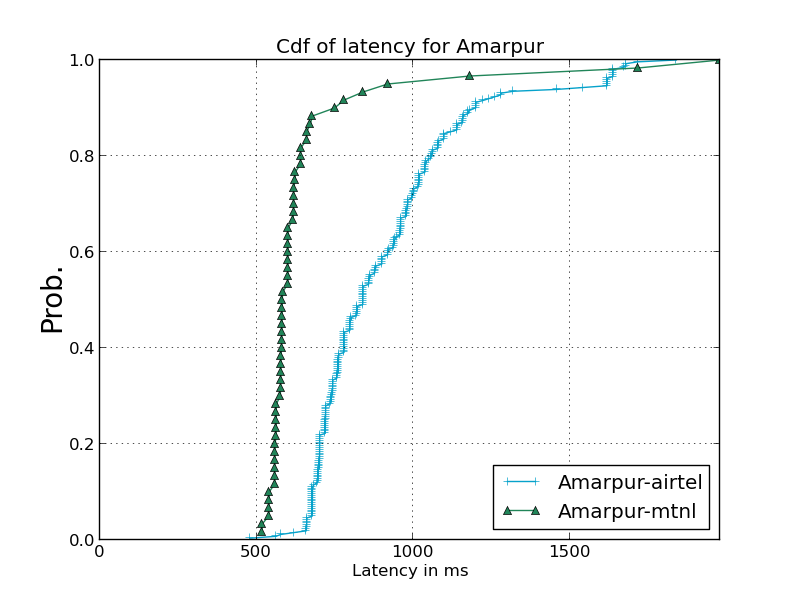 Cdf of latency for Amarpur
1.0
0.8
0.6
0.4
0.2
0.0
Prob.
0
500
1000
1500
Latency in ms
Amarpur-airtel
Amarpur-mtnl